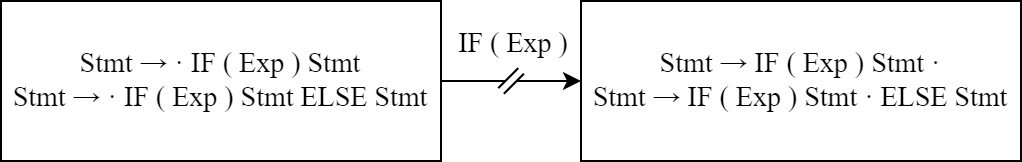 Stmt → · IF ( Exp ) Stmt
Stmt → · IF ( Exp ) Stmt ELSE Stmt
IF ( Exp )
Stmt → IF ( Exp ) Stmt ·
Stmt → IF ( Exp ) Stmt · ELSE Stmt